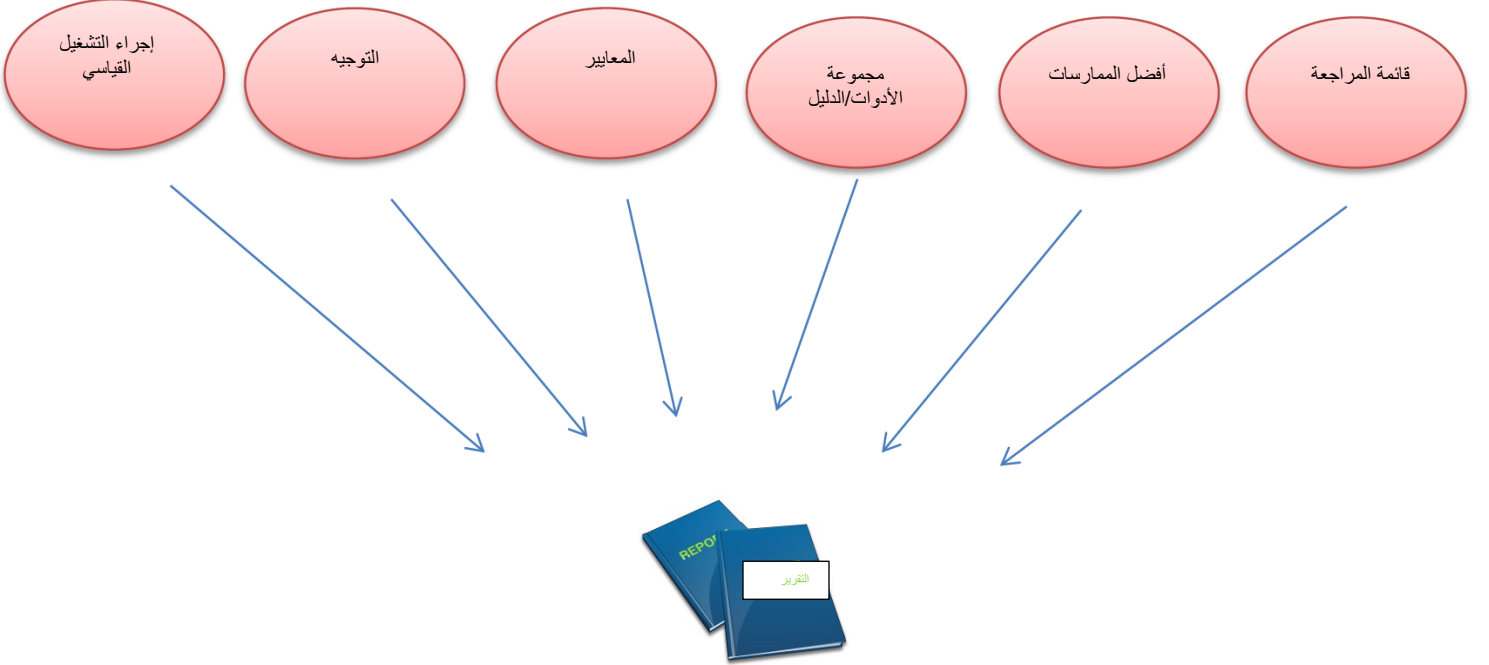 قائمة المراجعة
أفضل الممارسات
مجموعة
الأدوات/الدليل
المعايير
التوجيه
إجراء التشغيل
القياسي
REPO
التقرير